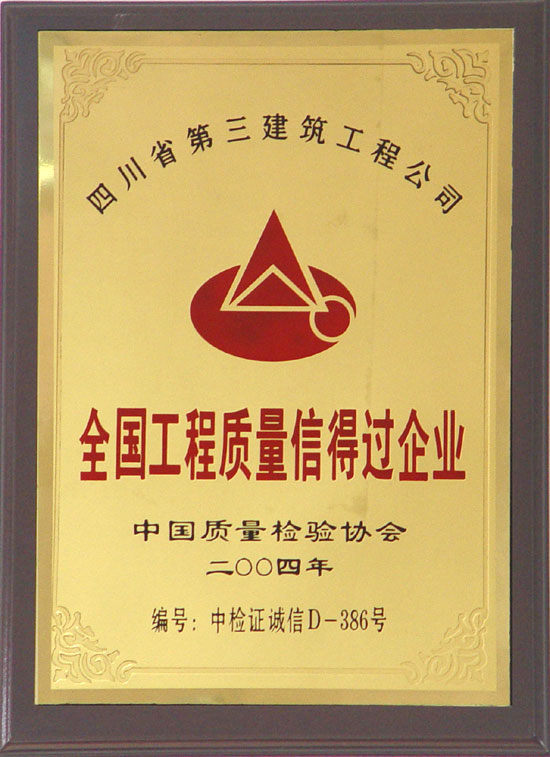 四川省第三建筑工程公司
全国工程质量信得过企业
中国质量检验协会
二〇〇四年
编号：中检证诚信D-386号